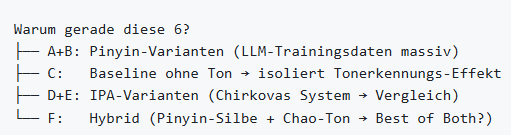 Warum gerade diese 6?
├── A+B: Pinyin-Varianten (LLM-Trainingsdaten massiv)
├── C:   Baseline ohne Ton → isoliert Tonerkennungs-Effekt
├── D+E: IPA-Varianten (Chirkovas System → Vergleich)
└── F:   Hybrid (Pinyin-Silbe + Chao-Ton → Best of Both?)